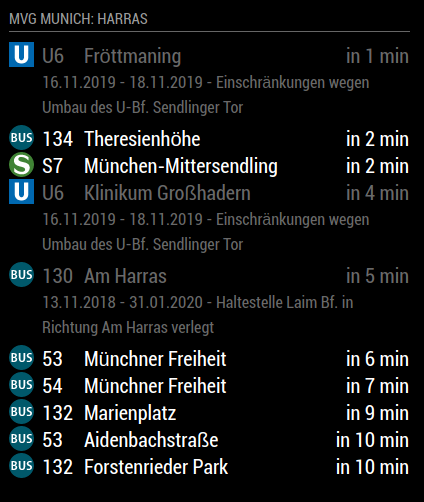 MVG MUNICH: HARRAS
U U6 Fröttmaning in 1 min
16.11.2019 - 18.11.2019 - Einschränkungen wegen
Umbau des U-Bf. Sendlinger Tor
BUS 134 Theresienhöhe in 2 min
S S7 München-Mittersendling in 2 min
U U6 Klinikum Großhadern in 4 min
16.11.2019 - 18.11.2019 - Einschränkungen wegen
Umbau des U-Bf. Sendlinger Tor
BUS 130 Am Harras in 5 min
13.11.2018 - 31.01.2020 - Haltestelle Laim Bf. in
Richtung Am Harras verlegt
BUS 53 Münchner Freiheit in 6 min
BUS 54 Münchner Freiheit in 7 min
BUS 132 Marienplatz in 9 min
BUS 53 Aidenbachstraße in 10 min
BUS 132 Forstenrieder Park in 10 min